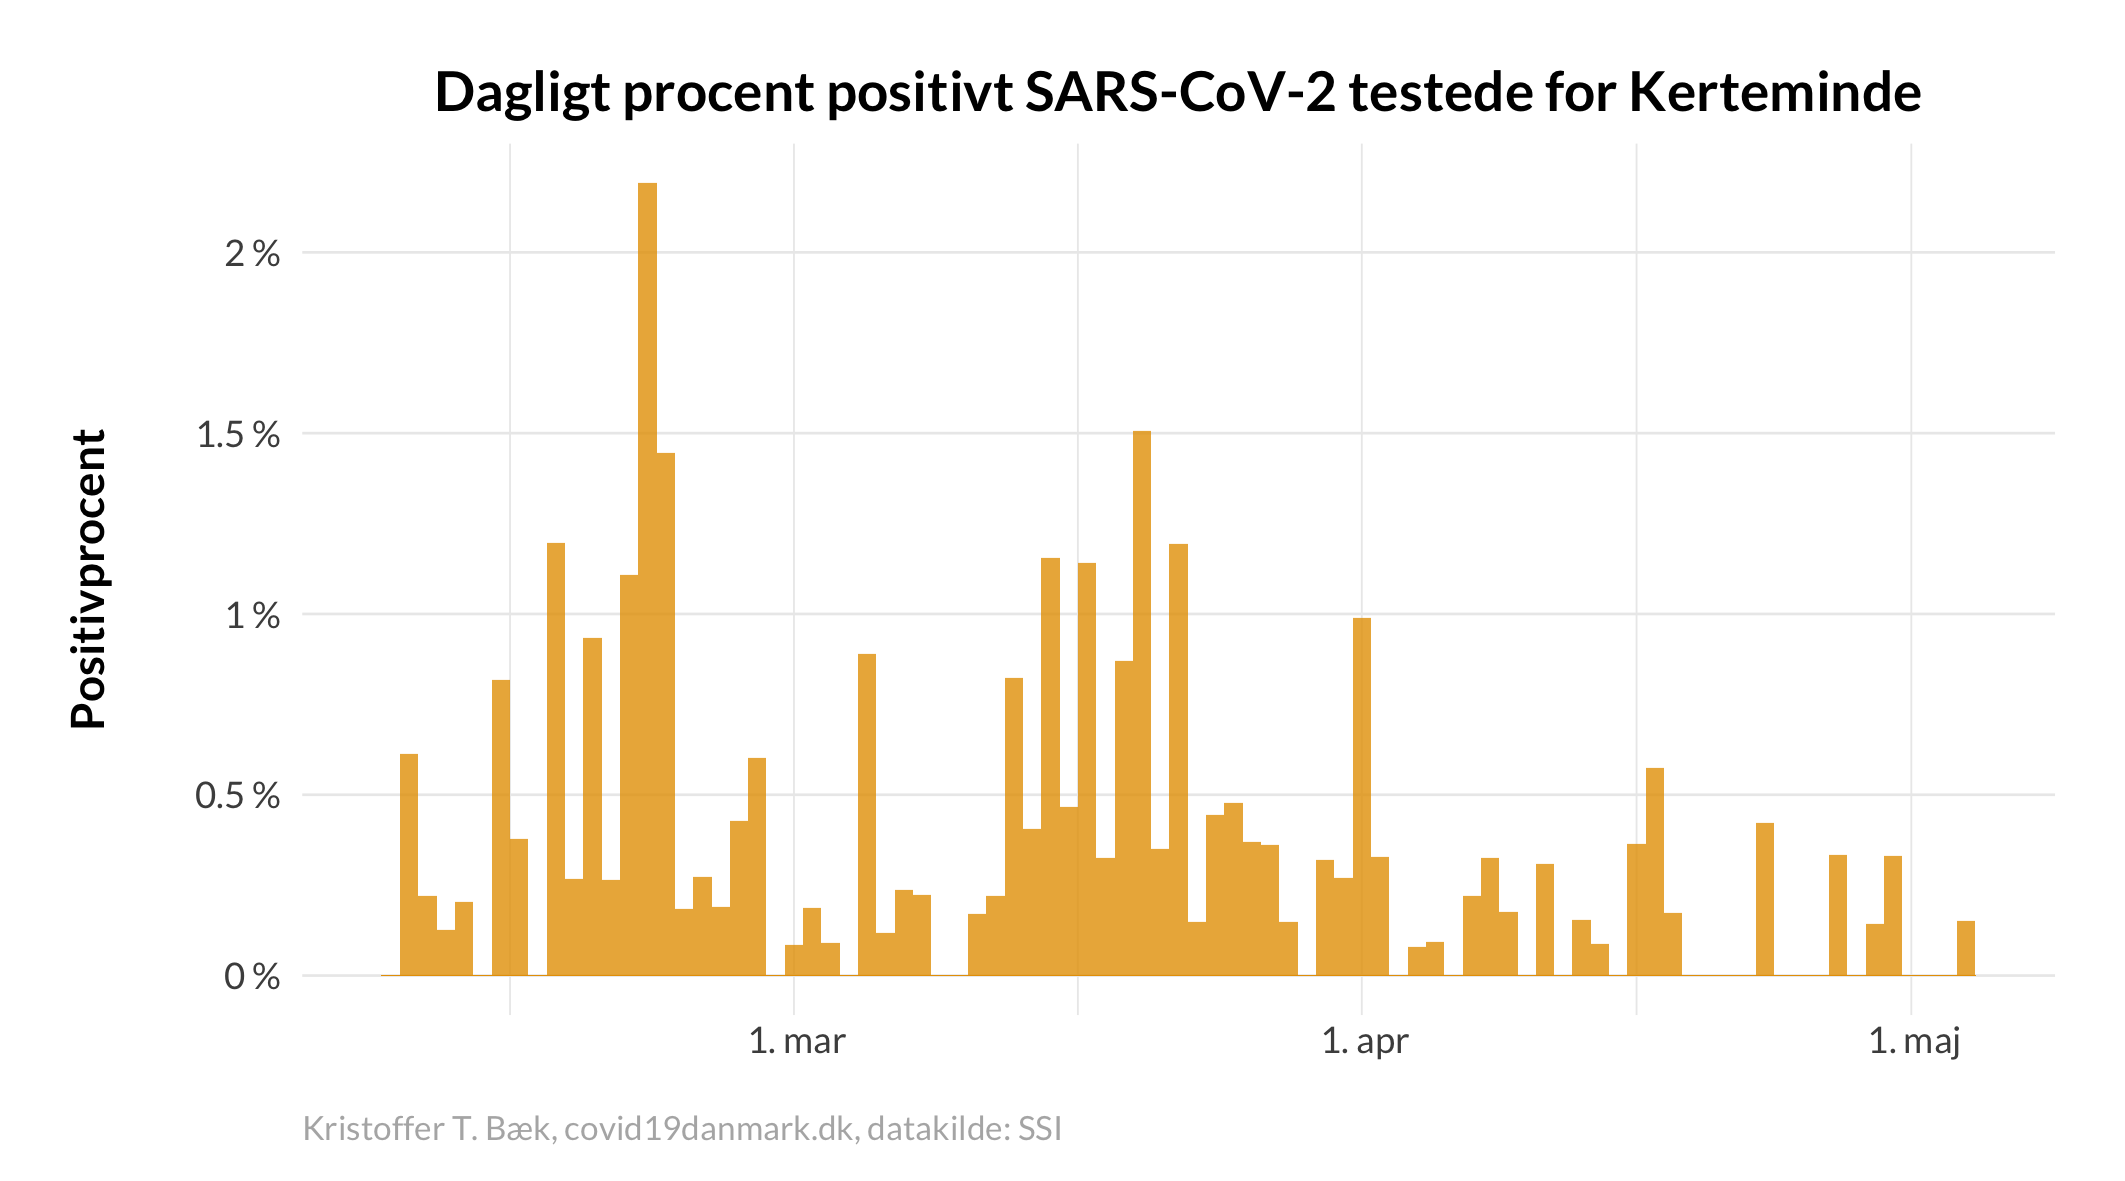 Dagligt procent positivt SARS-CoV-2 testede for Kerteminde
Positivprocent
2 %
1.5 %
1 %
0.5 %
0 %
1. mar
1. apr
1. maj
Kristoffer T. Bæk, covid19danmark.dk, datakilde: SSI